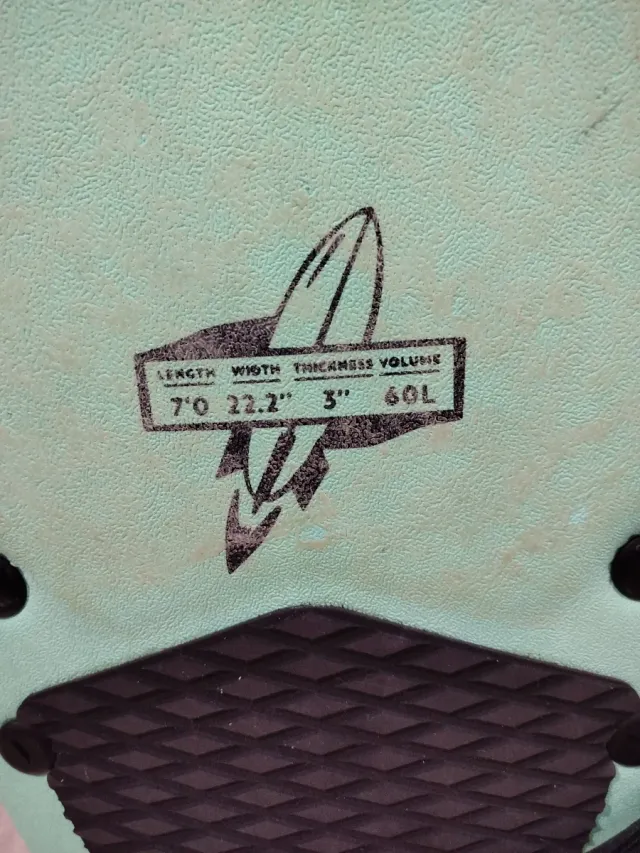 LENGTH WIDTH THICKNESS VOLUME
7'0 22.2" 3" 60L